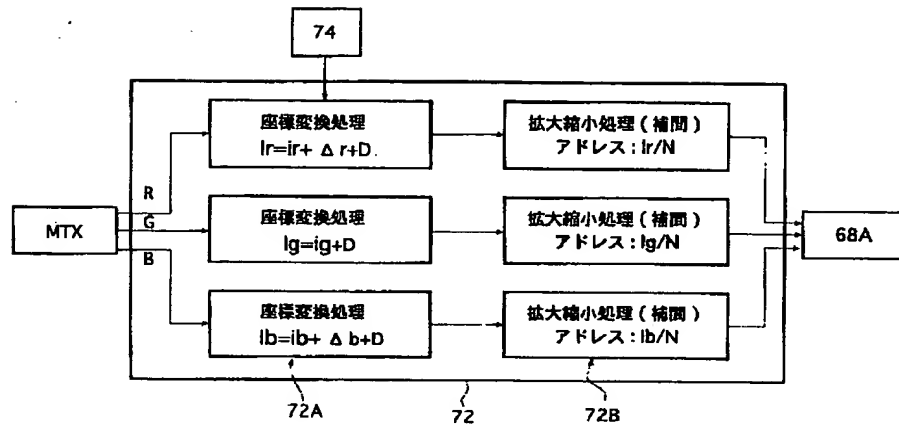 74
座標変換処理
Ir=ir+ Δ r+D
拡大縮小処理(補間)
アドレス:Ir/N
R
座標変換処理
Ig=ig+D
拡大縮小処理(補間)
アドレス:Ig/N
MTX
G
68A
B
座標変換処理
Ib=ib+ Δ b+D
拡大縮小処理(補間)
アドレス:Ib/N
72A
72
72B